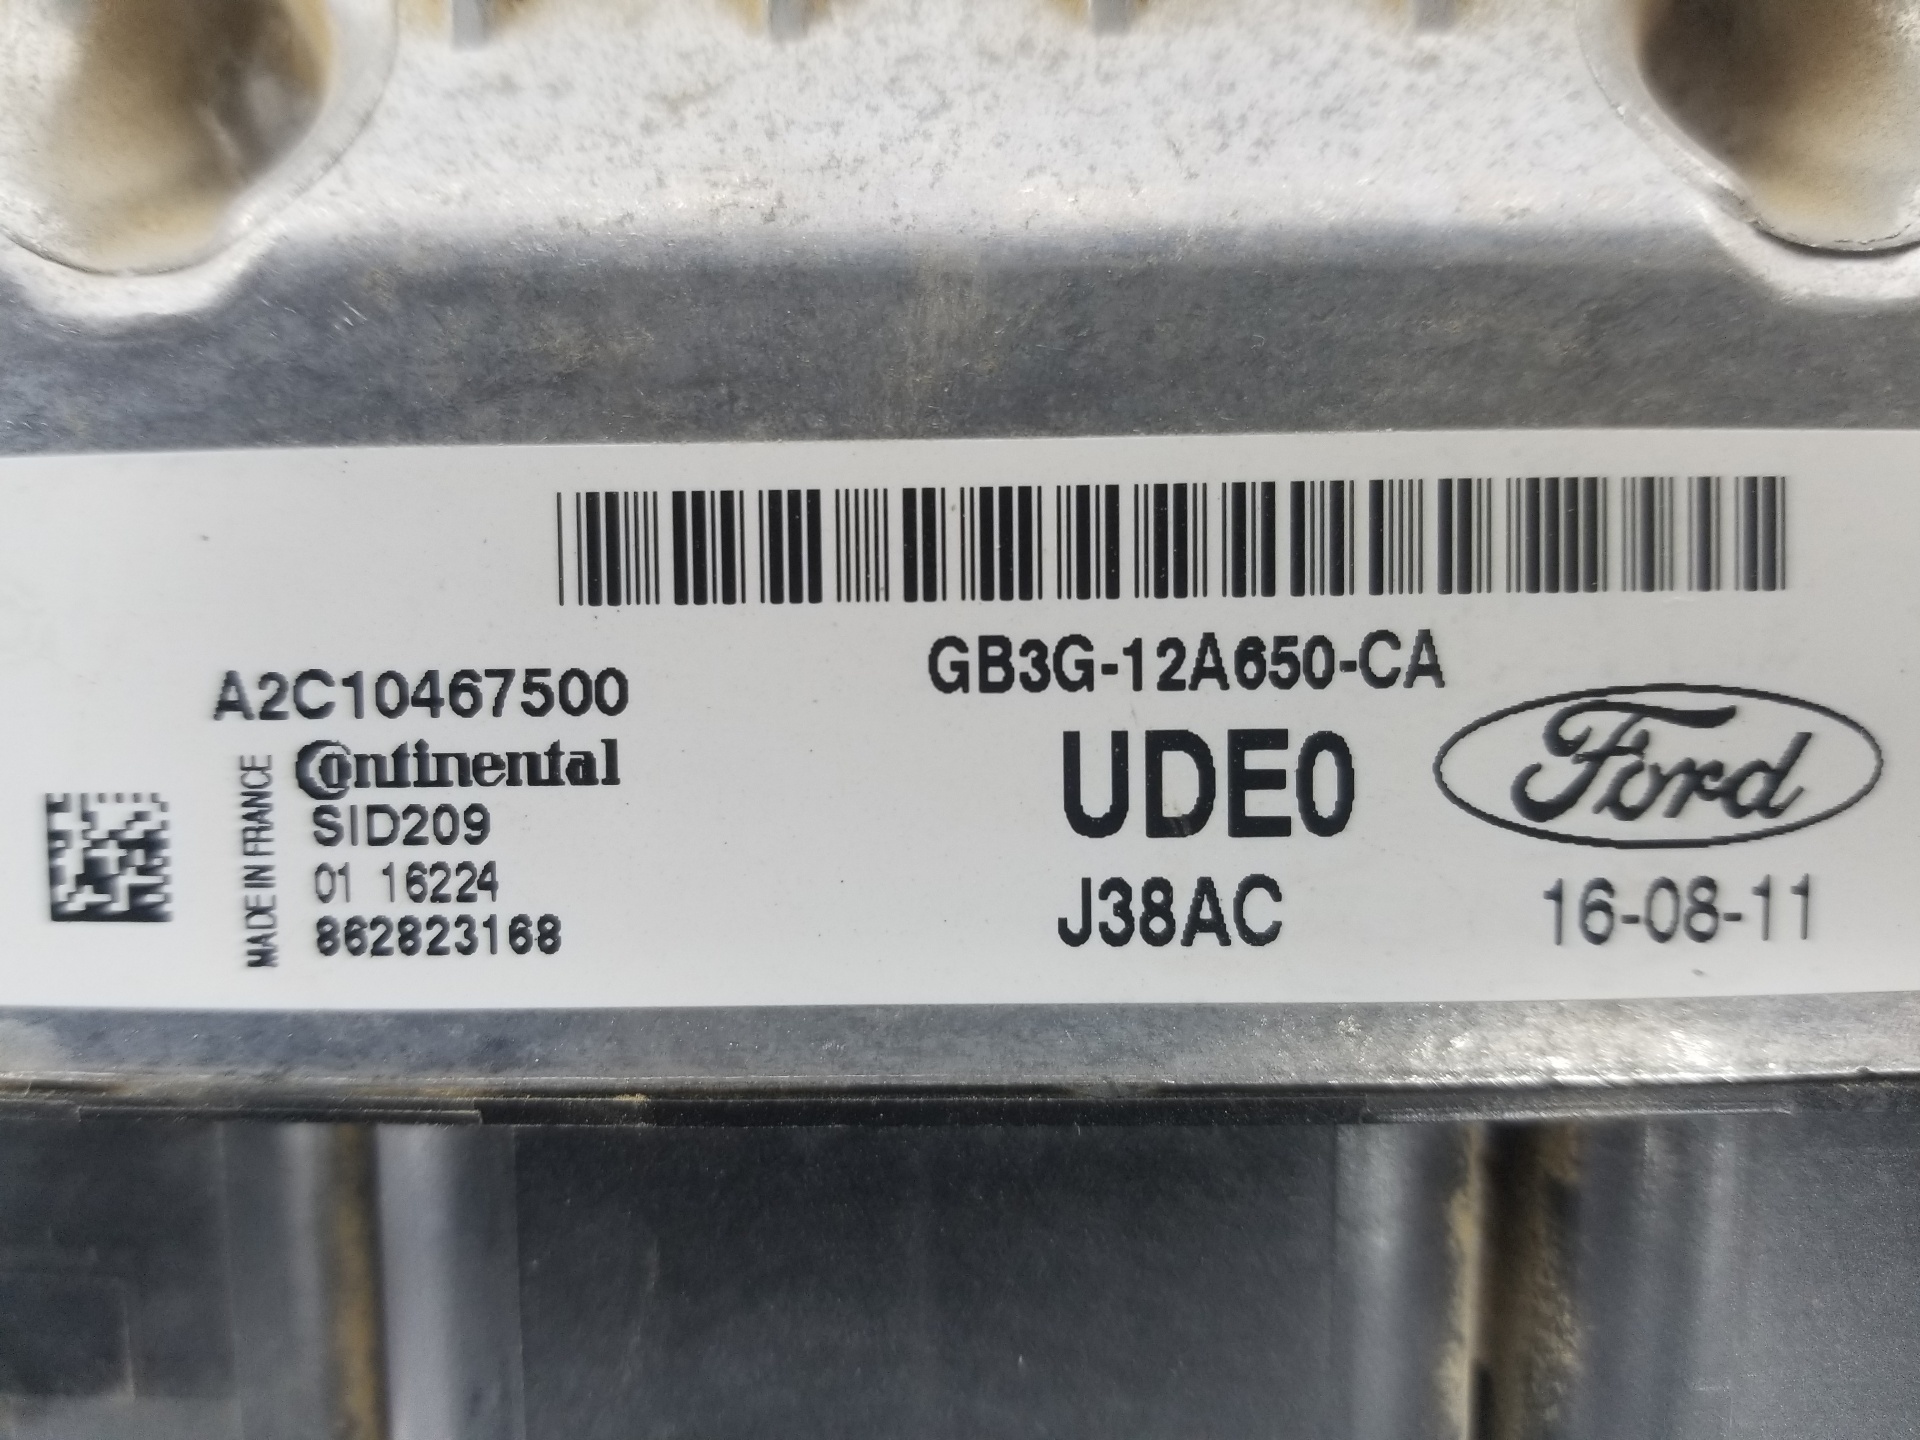 A2C10467500
Continental
SID209
01 16224
862823168
MADE IN FRANCE
GB3G-12A650-CA
UDE0
J38AC
Ford
16-08-11